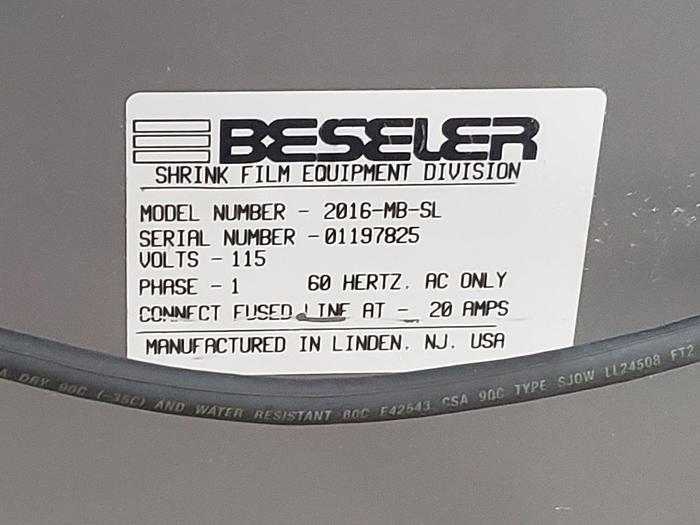 BESELER
SHRINK FILM EQUIPMENT DIVISION
MODEL NUMBER - 2016-MB-SL
SERIAL NUMBER -01197825
VOLTS - 115
PHASE - 1 60 HERTZ. AC ONLY
CONNECT FUSED LINE AT - 20 AMPS
MANUFACTURED IN LINDEN, NJ. USA
A DRY 90C (-35C) AND WATER RESISTANT 60C E42543 CSA 90C TYPE SJOW LL24508 FT2